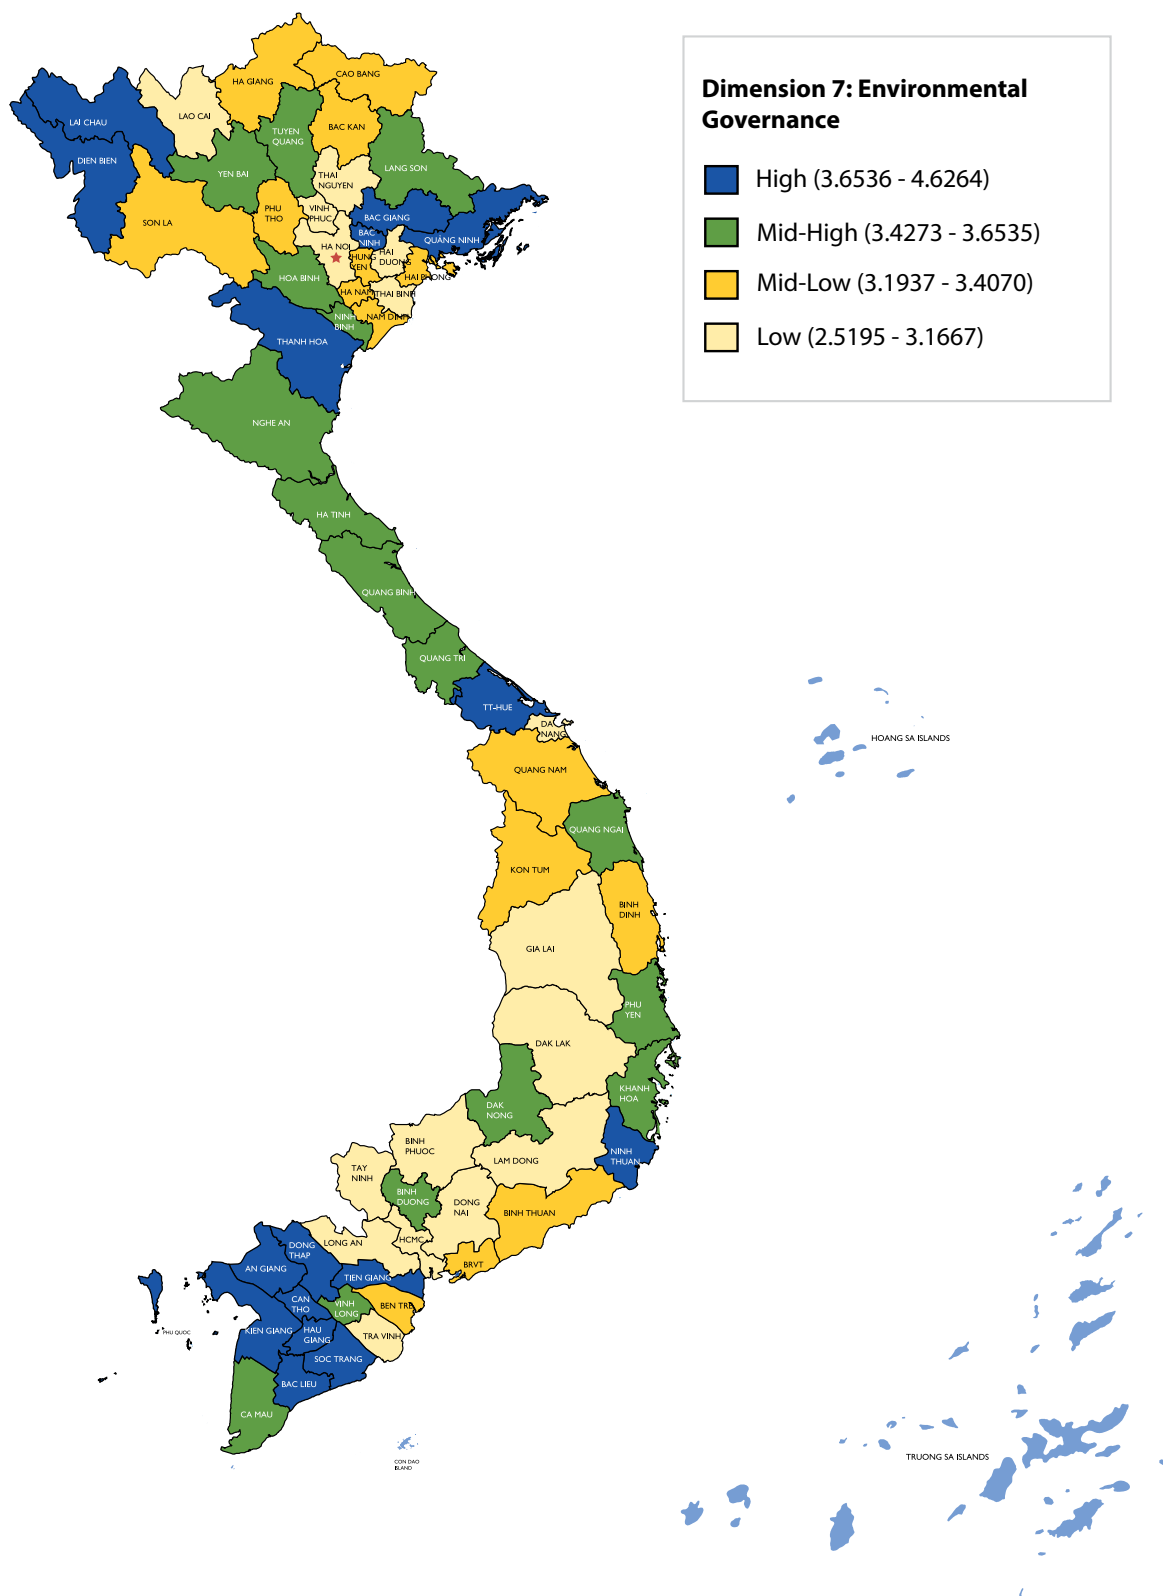 Dimension 7: Environmental
Governance
High (3.6536 - 4.6264)
Mid-High (3.4273 - 3.6535)
Mid-Low (3.1937 - 3.4070)
Low (2.5195 - 3.1667)
HA GIANG
CAO BANG
LAI CHAU
LAO CAI
TUYEN
QUANG
BAC KAN
DIEN BIEN
YEN BAI
THAI
NGUYEN
LANG SON
SON LA
PHU
THO
VINH
PHUC
BAC GIANG
BAC
NINH
QUANG NINH
HA NOI
HUNG
YEN
HAI
DUONG
HAI PHONG
HOA BINH
HA NAM
THAI BINH
NINH
BINH
NAM DINH
THANH HOA
NGHE AN
HA TINH
QUANG BINH
QUANG TRI
TT-HUE
DA
NANG
HOANG SA ISLANDS
QUANG NAM
QUANG NGAI
KON TUM
BINH
DINH
GIA LAI
PHU
YEN
DAK LAK
KHANH
HOA
DAK
NONG
BINH
PHUOC
LAM DONG
NINH
THUAN
TAY
NINH
BINH
DUONG
DONG
NAI
BINH THUAN
LONG AN
HCMC
DONG
THAP
AN GIANG
TIEN GIANG
BRVT
CAN
THO
VINH
LONG
BEN TRE
KIEN GIANG
HAU
GIANG
TRA VINH
PHU QUOC
SOC TRANG
BAC LIEU
CA MAU
CON DAO
ISLAND
TRUONG SA ISLANDS